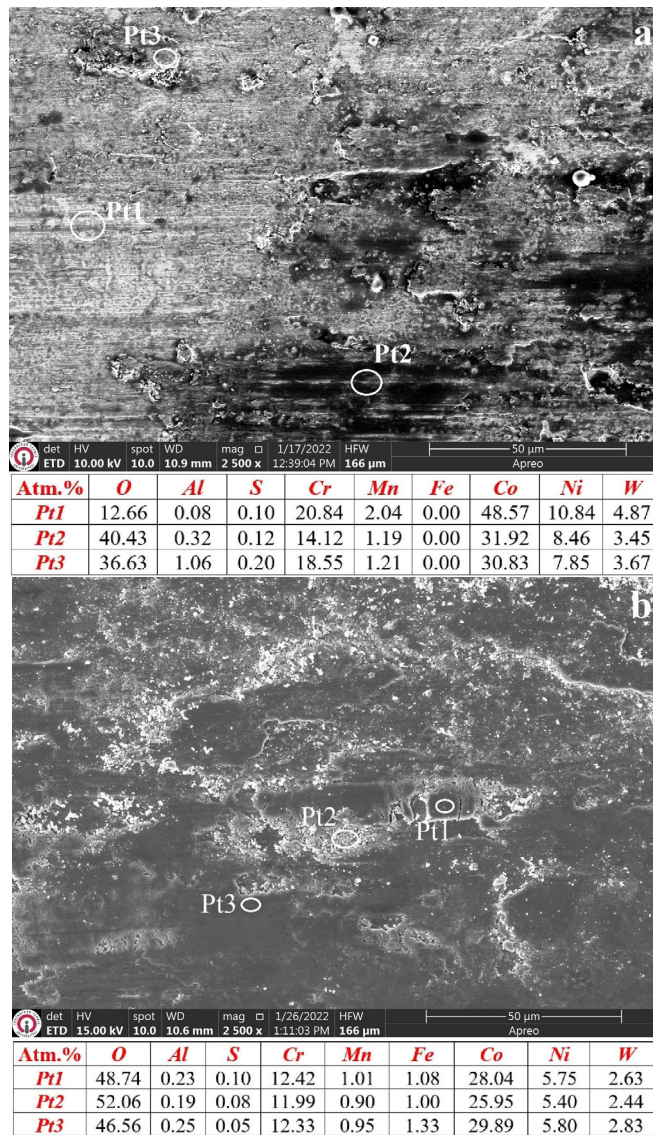 a
Pt3
Pt1
Pt2
det HV spot WD mag □ 1/17/2022 HFW 50 µm
ETD 10.00 kV 10.0 10.9 mm 2 500 x 12:39:04 PM 166 µm Apreo
Atm.% O Al S Cr Mn Fe Co Ni W
Pt1 12.66 0.08 0.10 20.84 2.04 0.00 48.57 10.84 4.87
Pt2 40.43 0.32 0.12 14.12 1.19 0.00 31.92 8.46 3.45
Pt3 36.63 1.06 0.20 18.55 1.21 0.00 30.83 7.85 3.67
b
Pt2
Pt1
Pt3
det HV spot WD mag □ 1/26/2022 HFW 50 µm
ETD 15.00 kV 10.0 10.6 mm 2 500 x 1:11:03 PM 166 µm Apreo
Atm.% O Al S Cr Mn Fe Co Ni W
Pt1 48.74 0.23 0.10 12.42 1.01 1.08 28.04 5.75 2.63
Pt2 52.06 0.19 0.08 11.99 0.90 1.00 25.95 5.40 2.44
Pt3 46.56 0.25 0.05 12.33 0.95 1.33 29.89 5.80 2.83